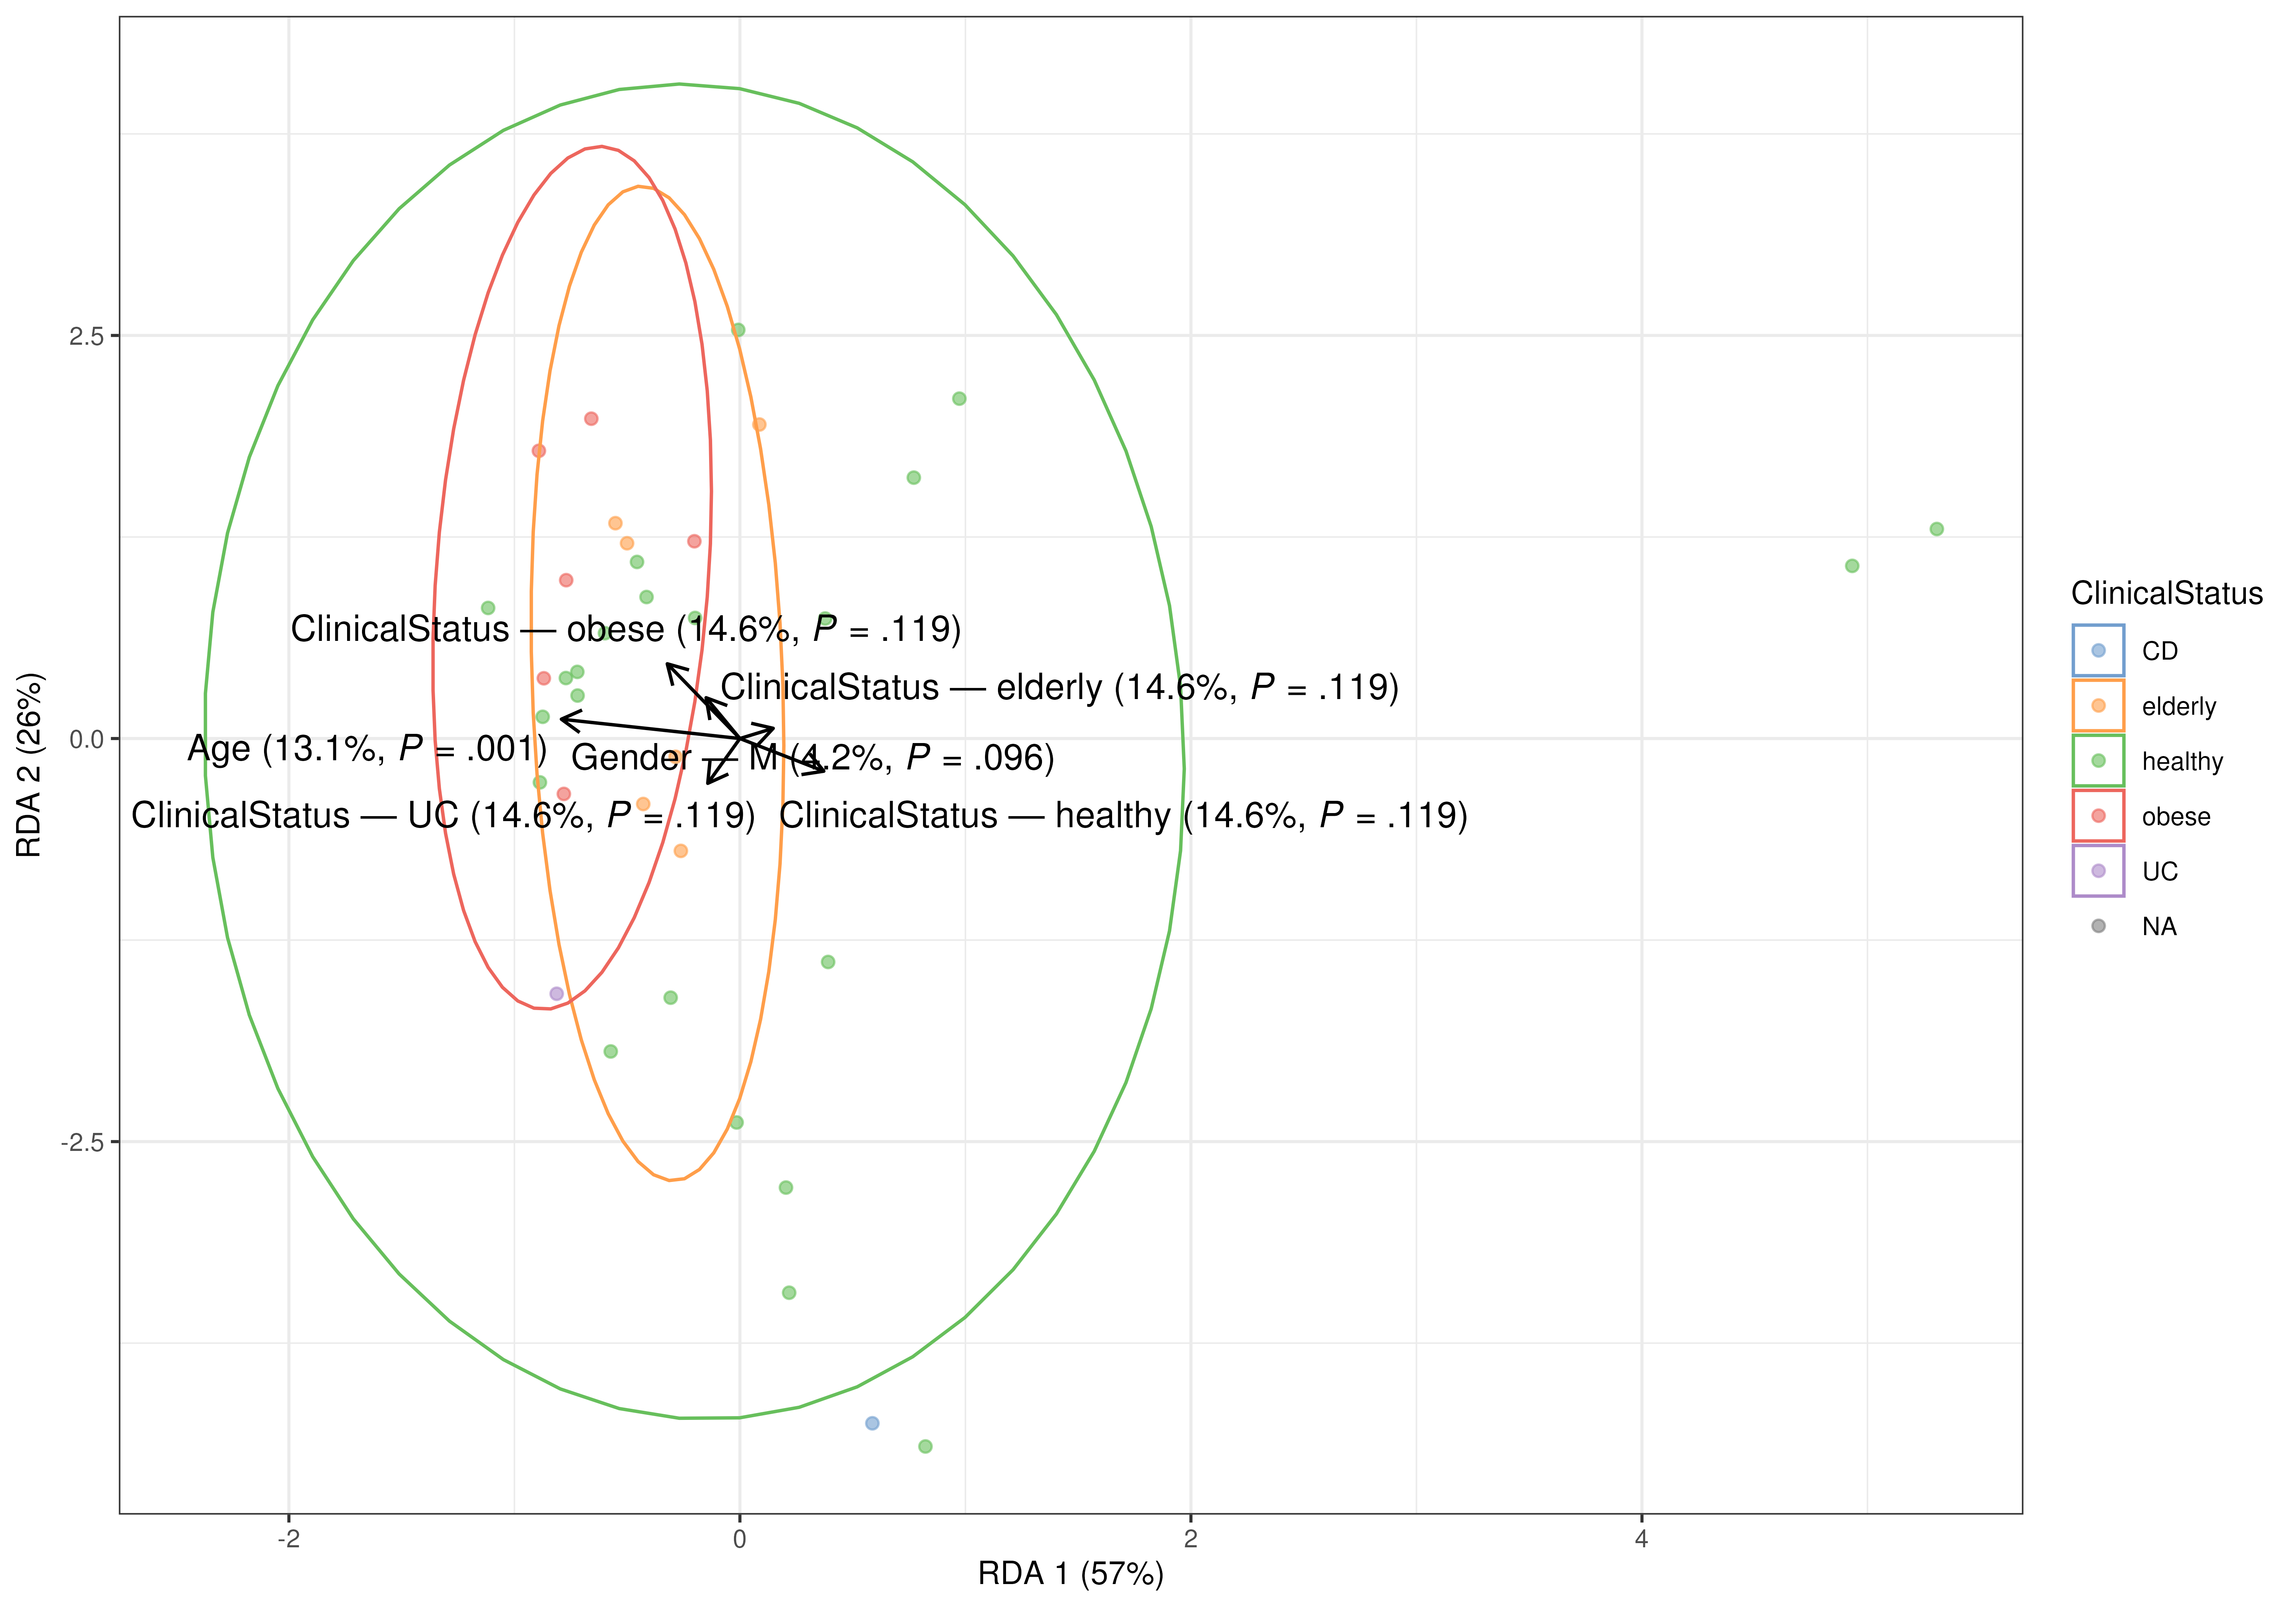 2.5
0.0
-2.5
RDA 2 (26%)
ClinicalStatus — obese (14.6%, P = .119)
ClinicalStatus — elderly (14.6%, P = .119)
Age (13.1%, P = .001)
Gender — M (4.2%, P = .096)
ClinicalStatus — UC (14.6%, P = .119)
ClinicalStatus — healthy (14.6%, P = .119)
-2
0
2
4
RDA 1 (57%)
ClinicalStatus
CD
elderly
healthy
obese
UC
NA